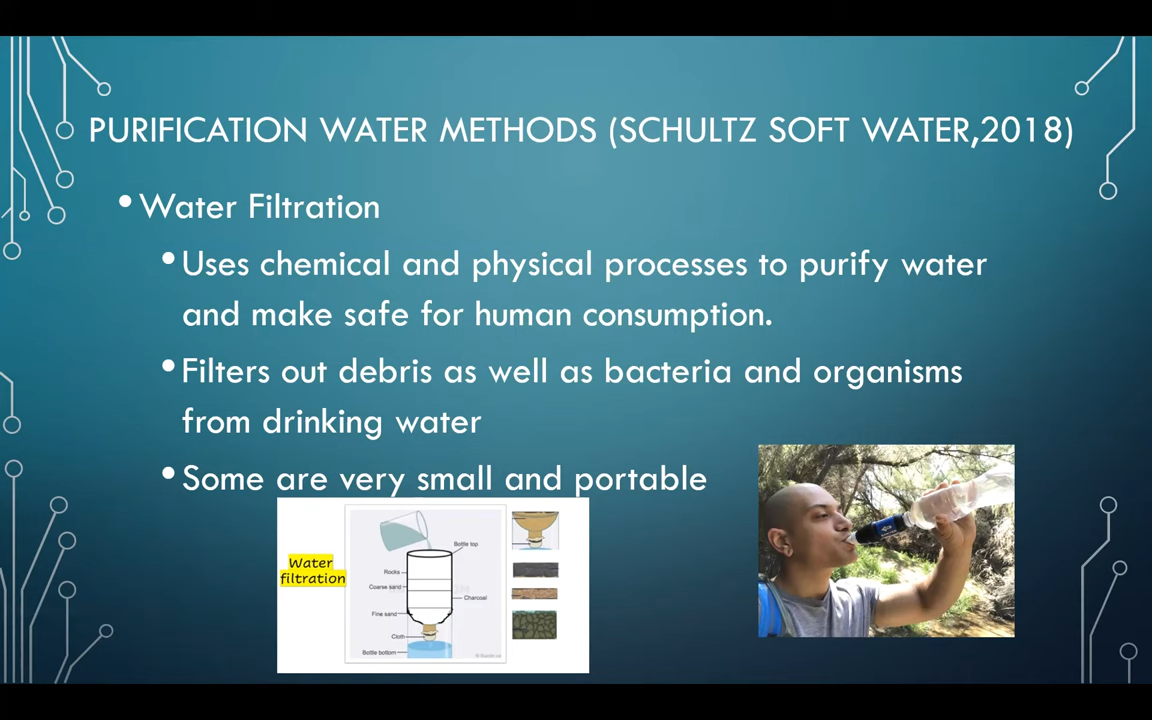 PURIFICATION WATER METHODS (SCHULTZ SOFT WATER,2018)
• Water Filtration
• Uses chemical and physical processes to purify water
and make safe for human consumption.
• Filters out debris as well as bacteria and organisms
from drinking water
• Some are very small and portable
Water
filtration
Bottle top
Rocks
Coarse sand
Charcoal
Fine sand
Cloth
Bottle bottom